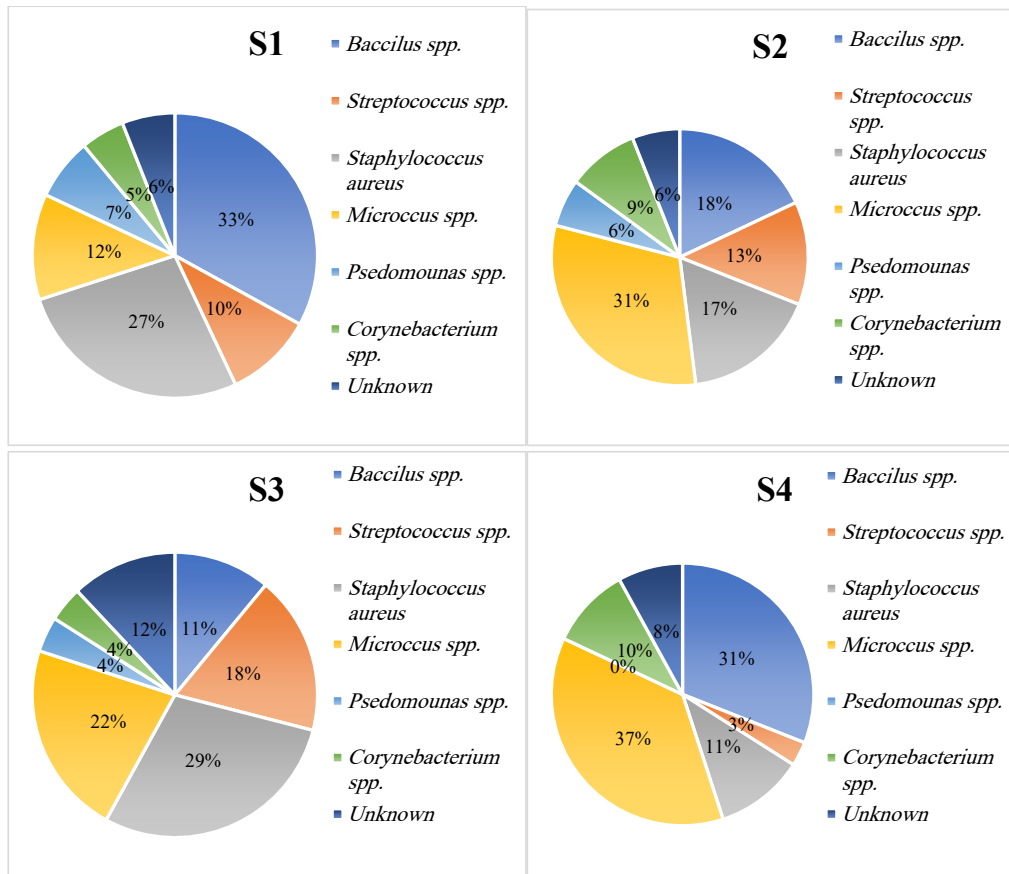 S1
Baccilus spp.
Streptococcus spp.
Staphylococcus
aureus
Microccus spp.
Psedomounas spp.
Corynebacterium
spp.
Unknown
33%
10%
27%
12%
7%
5%
6%
S2
Baccilus spp.
Streptococcus
spp.
Staphylococcus
aureus
Microccus spp.
Psedomounas
spp.
Corynebacterium
spp.
Unknown
18%
13%
17%
31%
6%
9%
6%
S3
Baccilus spp.
Streptococcus spp.
Staphylococcus
aureus
Microccus spp.
Psedomounas spp.
Corynebacterium
spp.
Unknown
11%
18%
29%
22%
4%
4%
12%
S4
Baccilus spp.
Streptococcus spp.
Staphylococcus
aureus
Microccus spp.
Psedomounas spp.
Corynebacterium
spp.
Unknown
31%
3%
11%
37%
0%
10%
8%